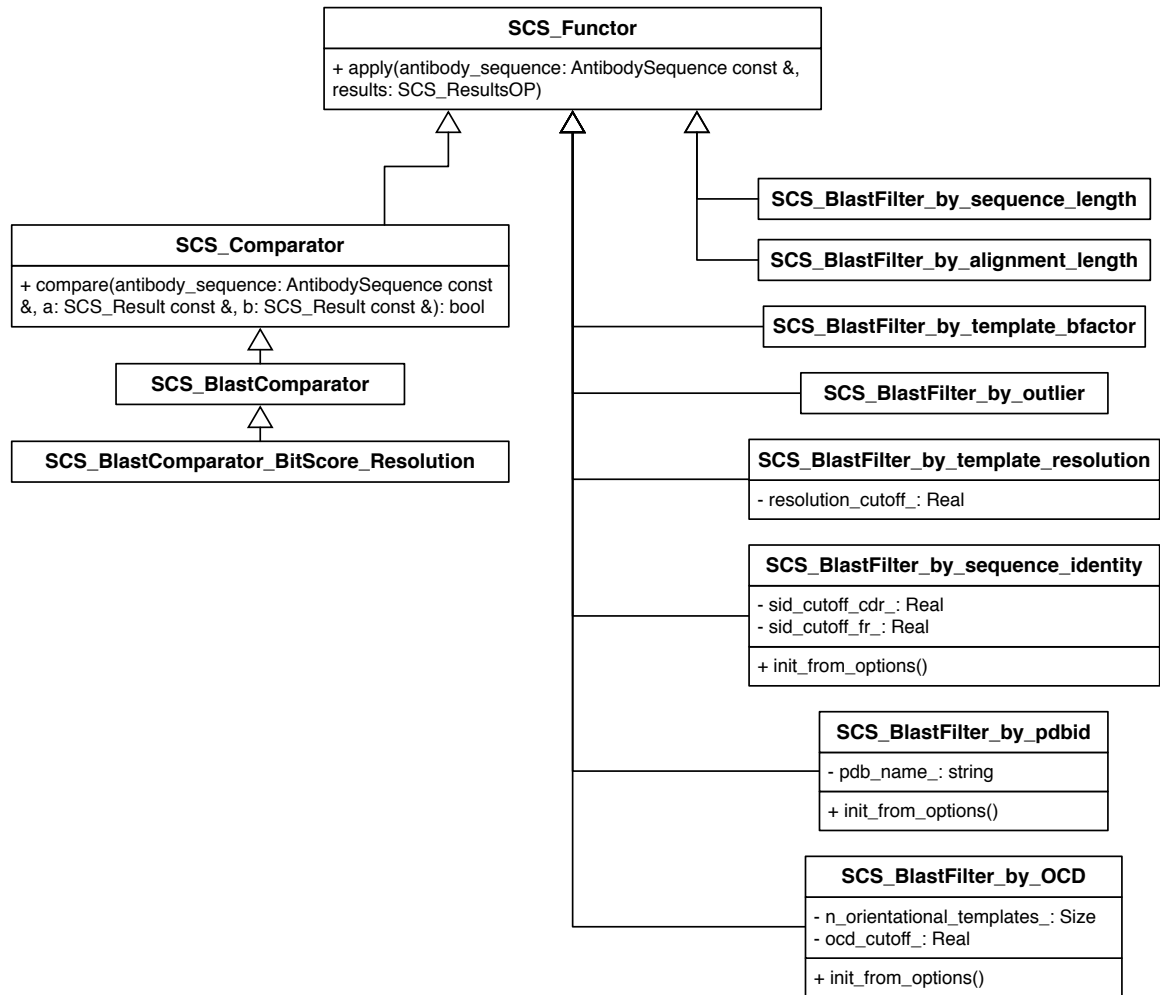 SCS_Functor
+ apply(antibody_sequence: AntibodySequence const &,
results: SCS_ResultsOP)
SCS_Comparator
+ compare(antibody_sequence: AntibodySequence const
&, a: SCS_Result const &, b: SCS_Result const &): bool
SCS_BlastComparator
SCS_BlastComparator_BitScore_Resolution
SCS_BlastFilter_by_sequence_length
SCS_BlastFilter_by_alignment_length
SCS_BlastFilter_by_template_bfactor
SCS_BlastFilter_by_outlier
SCS_BlastFilter_by_template_resolution
- resolution_cutoff_: Real
SCS_BlastFilter_by_sequence_identity
- sid_cutoff_cdr_: Real
- sid_cutoff_fr_: Real
+ init_from_options()
SCS_BlastFilter_by_pdbid
- pdb_name_: string
+ init_from_options()
SCS_BlastFilter_by_OCD
- n_orientational_templates_: Size
- ocd_cutoff_: Real
+ init_from_options()